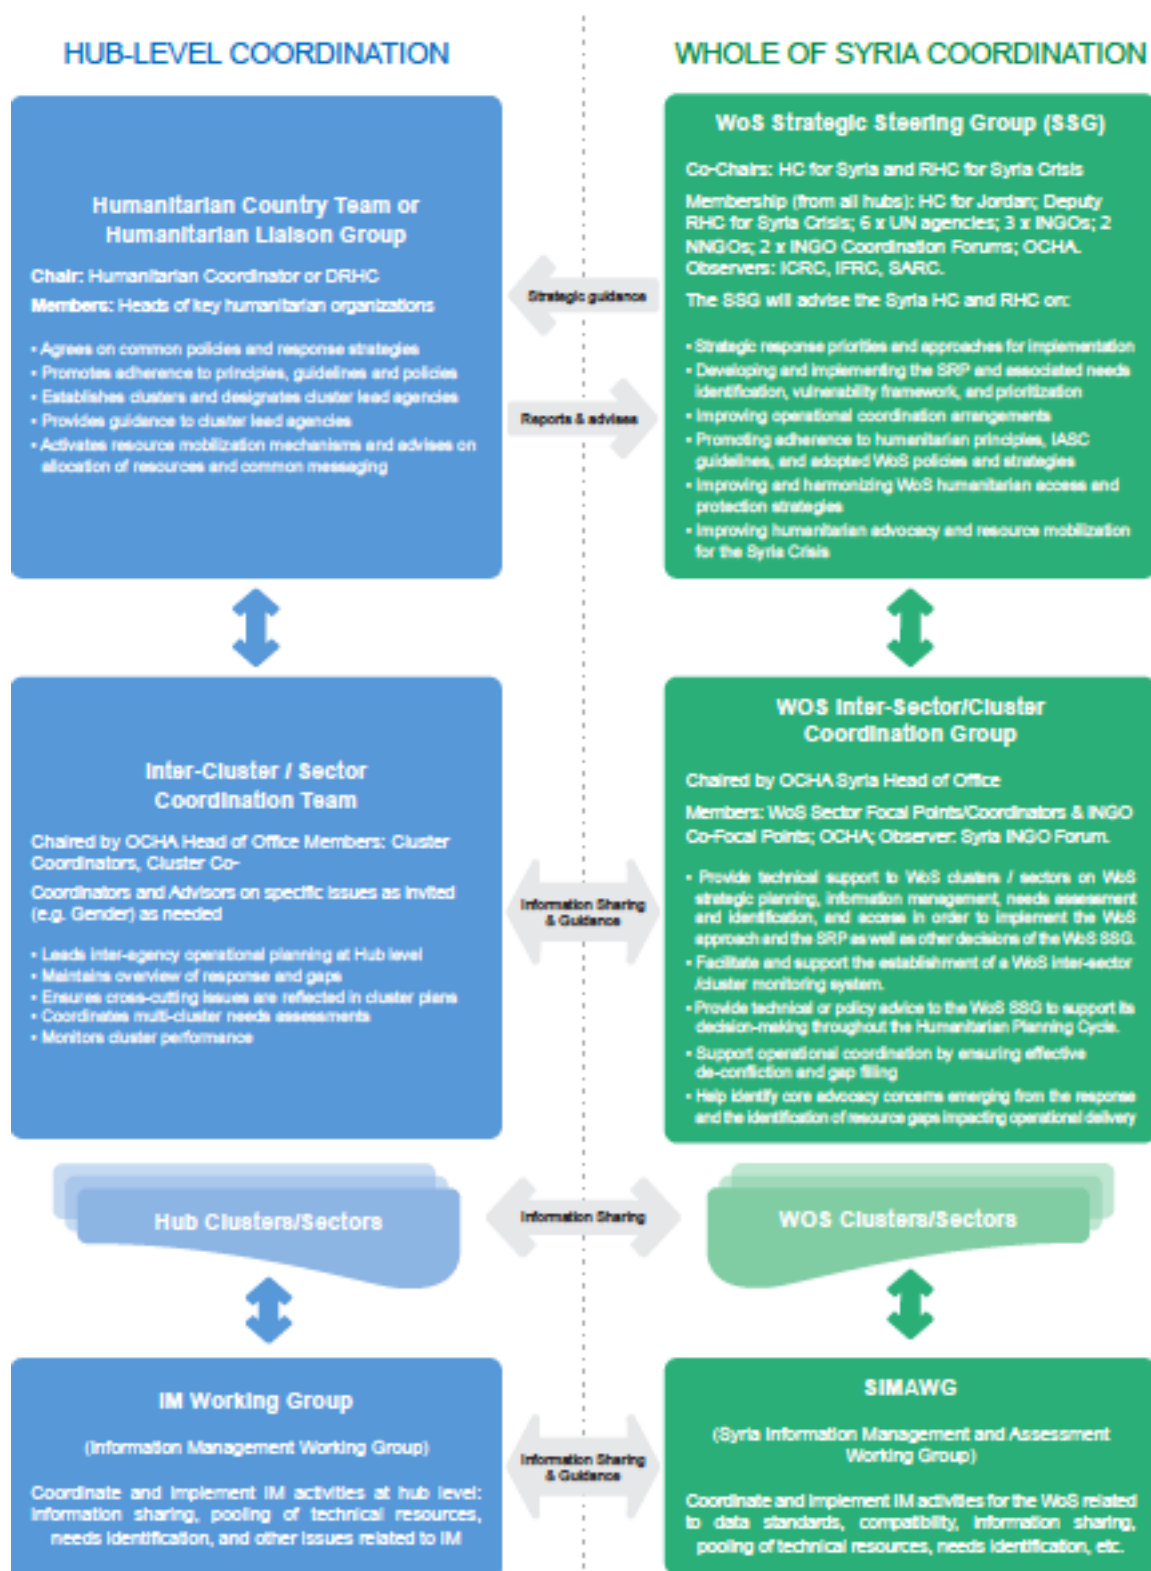 HUB-LEVEL COORDINATION
Humanitarian Country Team or
Humanitarian Liaison Group
Chair: Humanitarian Coordinator or DRHC
Members: Heads of key humanitarian organizations
• Agrees on common policies and response strategies
• Promotes adherence to principles, guidelines and policies
• Establishes clusters and designates cluster lead agencies
• Provides guidance to cluster lead agencies
• Activates resource mobilization mechanisms and advises on
allocation of resources and common messaging
Strategic guidance
Reports & advises
WHOLE OF SYRIA COORDINATION
WoS Strategic Steering Group (SSG)
Co-Chairs: HC for Syria and RHC for Syria Crisis
Membership (from all hubs): HC for Jordan; Deputy
RHC for Syria Crisis; 6 x UN agencies; 3 x INGOs; 2
NNGOs; 2 x INGO Coordination Forums; OCHA.
Observers: ICRC, IFRC, SARC.
The SSG will advise the Syria HC and RHC on:
• Strategic response priorities and approaches for implementation
• Developing and implementing the SRP and associated needs
identification, vulnerability framework, and prioritization
• Improving operational coordination arrangements
• Promoting adherence to humanitarian principles, IASC
guidelines, and adopted WoS policies and strategies
• Improving and harmonizing WoS humanitarian access and
protection strategies
• Improving humanitarian advocacy and resource mobilization
for the Syria Crisis
Inter-Cluster / Sector
Coordination Team
Chaired by OCHA Head of Office Members: Cluster
Coordinators, Cluster Co-
Coordinators and Advisors on specific issues as invited
(e.g. Gender) as needed
• Leads inter-agency operational planning at Hub level
• Maintains overview of response and gaps
• Ensures cross-cutting issues are reflected in cluster plans
• Coordinates multi-cluster needs assessments
• Monitors cluster performance
Information Sharing
& Guidance
WOS Inter-Sector/Cluster
Coordination Group
Chaired by OCHA Syria Head of Office
Members: WoS Sector Focal Points/Coordinators & INGO
Co-Focal Points; OCHA; Observer: Syria INGO Forum.
• Provide technical support to WoS clusters / sectors on WoS
strategic planning, information management, needs assessment
and identification, and access in order to implement the WoS
approach and the SRP as well as other decisions of the WoS SSG.
• Facilitate and support the establishment of a WoS inter-sector
/cluster monitoring system.
• Provide technical or policy advice to the WoS SSG to support its
decision-making throughout the Humanitarian Planning Cycle.
• Support operational coordination by ensuring effective
de-confliction and gap filling
• Help identify core advocacy concerns emerging from the response
and the identification of resource gaps impacting operational delivery
Hub Clusters/Sectors
Information Sharing
WOS Clusters/Sectors
IM Working Group
(Information Management Working Group)
Coordinate and implement IM activities at hub level:
information sharing, pooling of technical resources,
needs identification, and other issues related to IM
Information Sharing
& Guidance
SIMAWG
(Syria Information Management and Assessment
Working Group)
Coordinate and implement IM activities for the WoS related
to data standards, compatibility, information sharing,
pooling of technical resources, needs identification, etc.